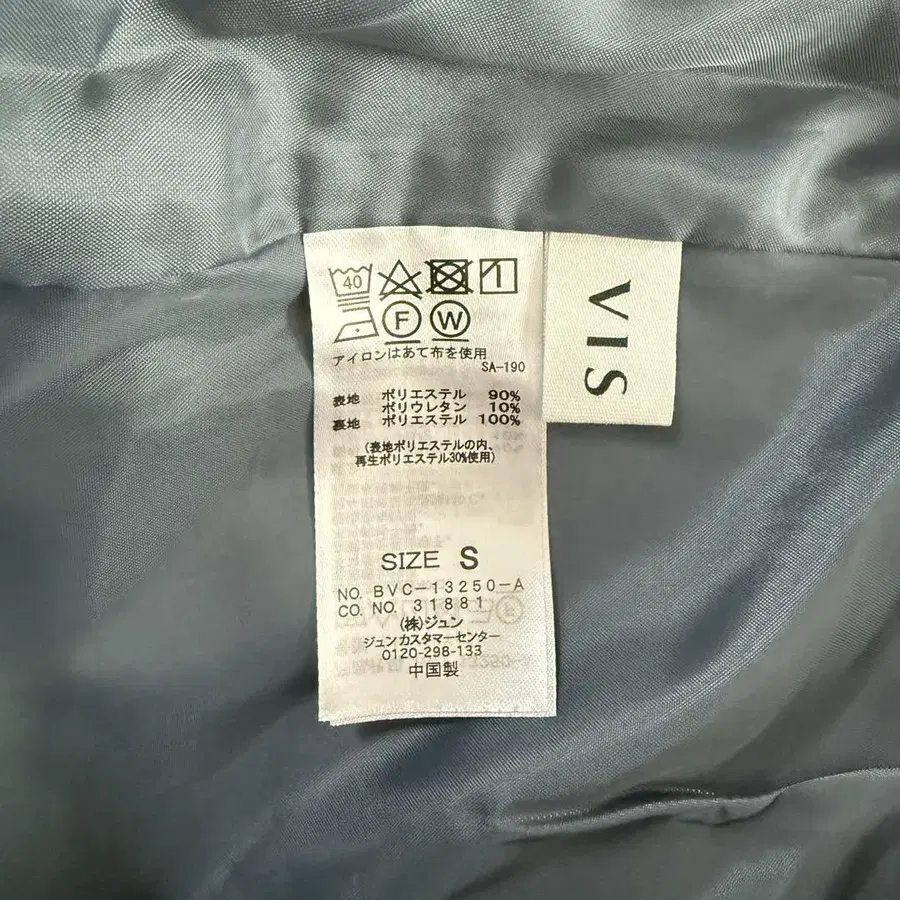 40
F W
アイロンはあて布を使用
SA-190
表地 ポリエステル 90%
ポリウレタン 10%
裏地 ポリエステル 100%
(表地ポリエステルの内、
再生ポリエステル30%使用)
SIZE S
NO. BVC-13250-A
CO. NO. 31881
(株)ジュン
ジュンカスタマーセンター
0120-298-133
中国製
VIS